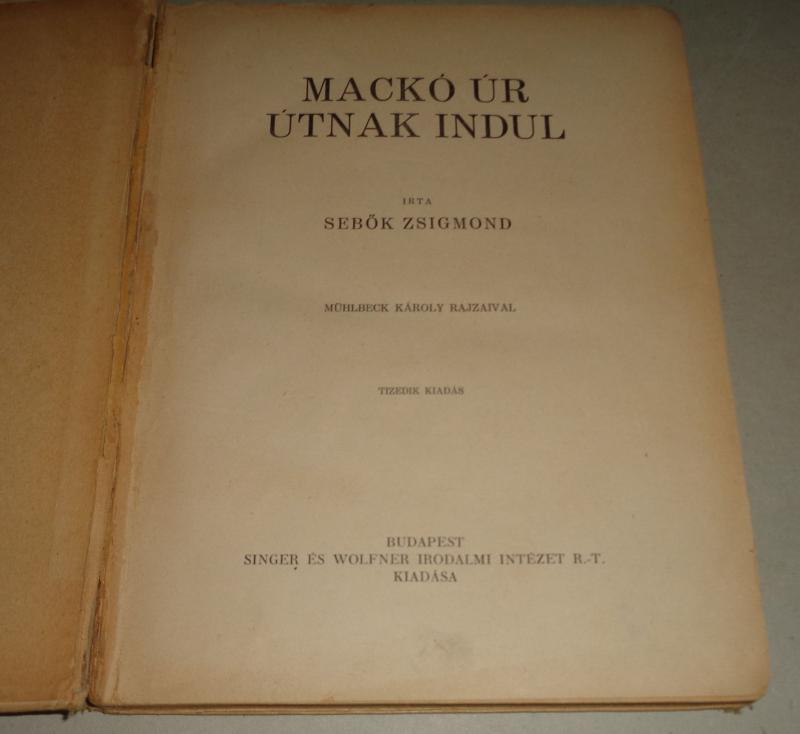 MACKÓ ÚR
ÚTNAK INDUL
IRTA
SEBŐK ZSIGMOND
MÜHLBECK KÁROLY RAJZAIVAL
TIZEDIK KIADÁS
BUDAPEST
SINGER ÉS WOLFNER IRODALMI INTÉZET R.-T.
KIADÁSA